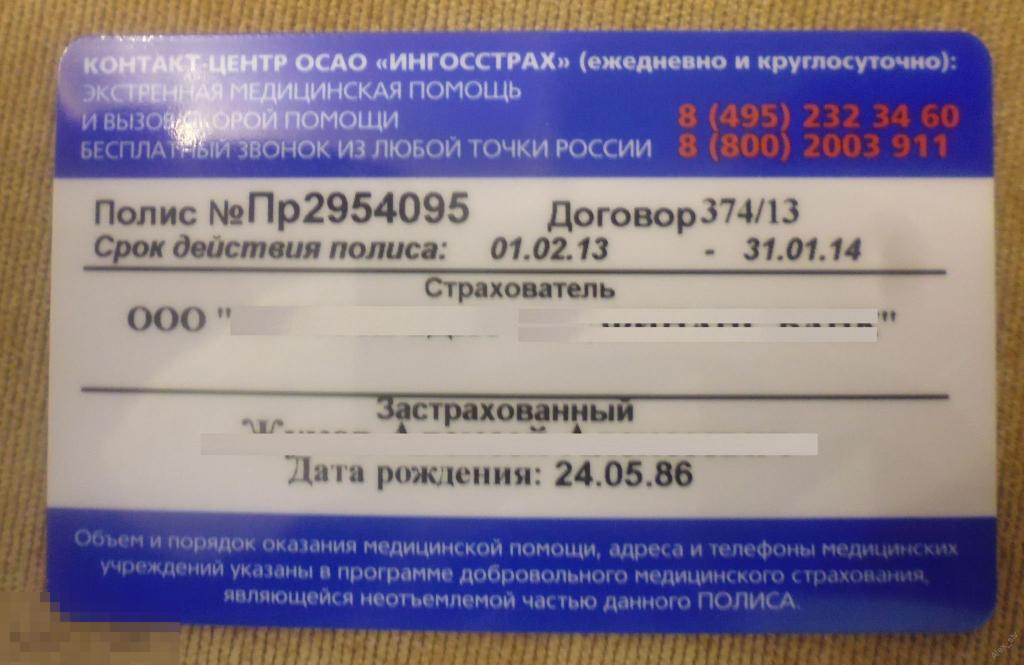 КОНТАКТ-ЦЕНТР ОСАО «ИНГОССТРАХ» (ежедневно и круглосуточно):
ЭКСТРЕННАЯ МЕДИЦИНСКАЯ ПОМОЩЬ
И ВЫЗОВ СКОРОЙ ПОМОЩИ 8 (495) 232 34 60
БЕСПЛАТНЫЙ ЗВОНОК ИЗ ЛЮБОЙ ТОЧКИ РОССИИ 8 (800) 2003 911
Полис №Пр2954095 Договор 374/13
Срок действия полиса: 01.02.13 - 31.01.14
Страхователь
ООО " "
Застрахованный
Дата рождения: 24.05.86
Объем и порядок оказания медицинской помощи, адреса и телефоны медицинских
учреждений указаны в программе добровольного медицинского страхования,
являющейся неотъемлемой частью данного ПОЛИСА.